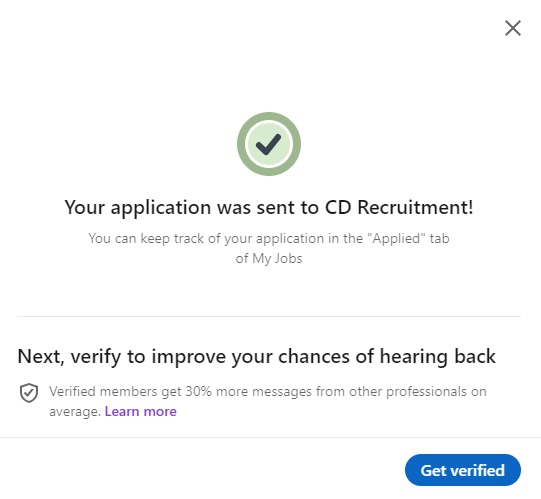 Your application was sent to CD Recruitment!
You can keep track of your application in the "Applied" tab
of My Jobs
Next, verify to improve your chances of hearing back
Verified members get 30% more messages from other professionals on
average. Learn more
Get verified